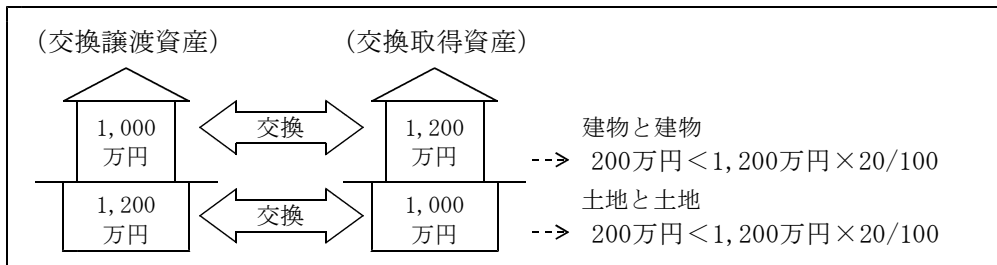 (交換譲渡資産)
(交換取得資産)
1,000
万円
交換
1,200
万円
建物と建物
200万円<1,200万円×20/100
1,200
万円
交換
1,000
万円
土地と土地
200万円<1,200万円×20/100